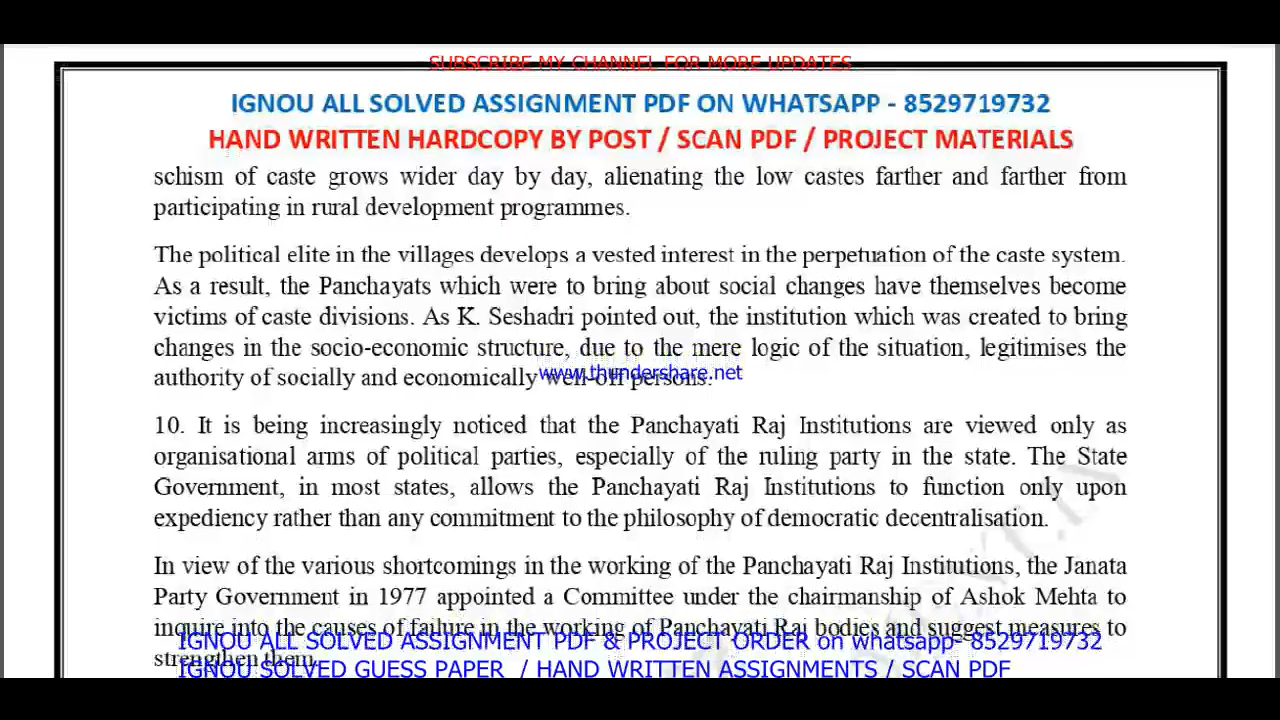 SUBSCRIBE MY CHANNEL FOR MORE UPDATES
IGNOU ALL SOLVED ASSIGNMENT PDF ON WHATSAPP - 8529719732
HAND WRITTEN HARDCOPY BY POST / SCAN PDF / PROJECT MATERIALS
schism of caste grows wider day by day, alienating the low castes farther and farther from
participating in rural development programmes.
The political elite in the villages develops a vested interest in the perpetuation of the caste system.
As a result, the Panchayats which were to bring about social changes have themselves become
victims of caste divisions. As K. Seshadri pointed out, the institution which was created to bring
changes in the socio-economic structure, due to the mere logic of the situation, legitimises the
authority of socially and economically well-off persons.
www.thundershare.net
10. It is being increasingly noticed that the Panchayati Raj Institutions are viewed only as
organisational arms of political parties, especially of the ruling party in the state. The State
Government, in most states, allows the Panchayati Raj Institutions to function only upon
expediency rather than any commitment to the philosophy of democratic decentralisation.
In view of the various shortcomings in the working of the Panchayati Raj Institutions, the Janata
Party Government in 1977 appointed a Committee under the chairmanship of Ashok Mehta to
inquire into the causes of failure in the working of Panchayati Raj bodies and suggest measures to
IGNOU ALL SOLVED ASSIGNMENT PDF & PROJECT ORDER on whatsapp- 8529719732
strengthen them.
IGNOU SOLVED GUESS PAPER / HAND WRITTEN ASSIGNMENTS / SCAN PDF